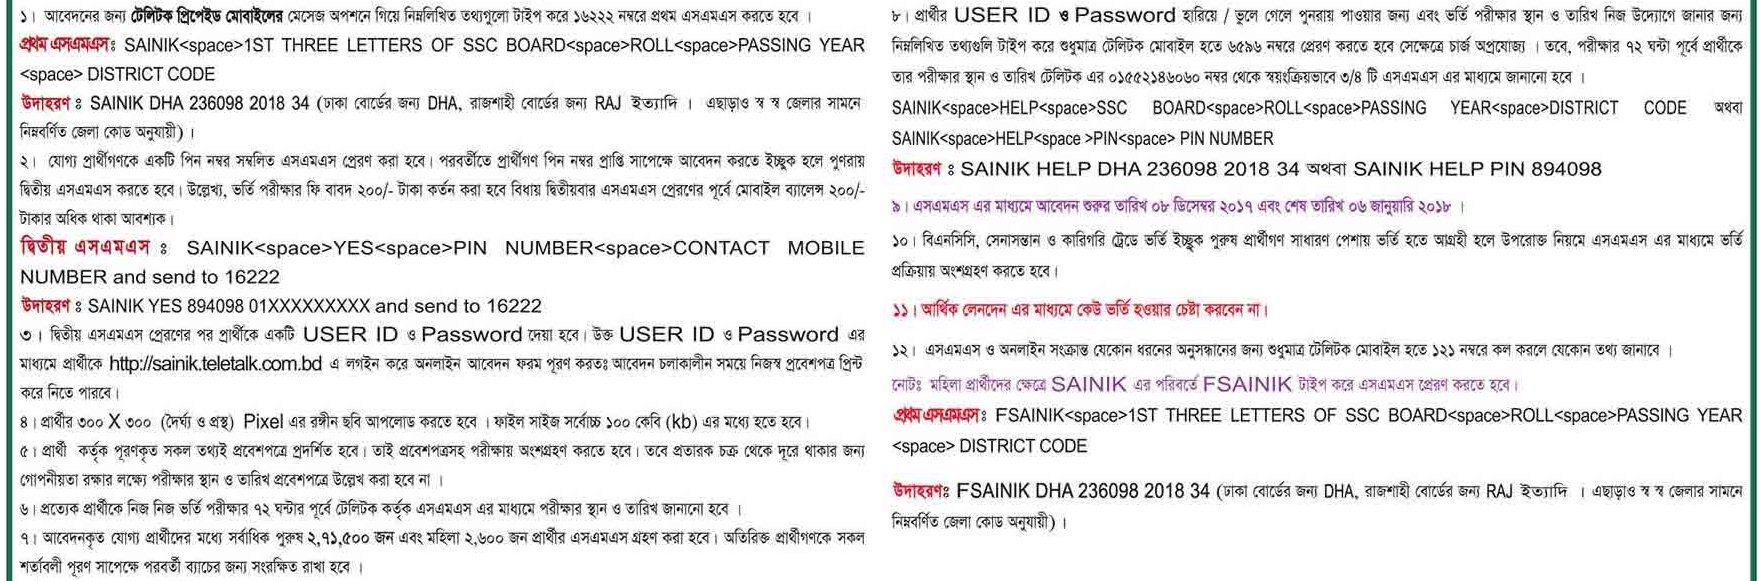 ১। আবেদনের জন্য টেলিটক প্রিপেইড মোবাইলের মেসেজ অপশনে গিয়ে নিম্নলিখিত তথ্যগুলো টাইপ করে ১৬২২২ নম্বরে প্রথম এসএমএস করতে হবে ।
প্রথম এসএমএস: SAINIK<space>1ST THREE LETTERS OF SSC BOARD<space>ROLL<space>PASSING YEAR
<space> DISTRICT CODE
উদাহরণ : SAINIK DHA 236098 2018 34 (ঢাকা বোর্ডের জন্য DHA, রাজশাহী বোর্ডের জন্য RAJ ইত্যাদি । এছাড়াও স্ব স্ব জেলার সামনে
নিম্নবর্ণিত জেলা কোড অনুযায়ী) ।
২। যোগ্য প্রার্থীগণকে একটি পিন নম্বর সম্বলিত এসএমএস প্রেরণ করা হবে। পরবর্তীতে প্রার্থীগণ পিন নম্বর প্রাপ্তি সাপেক্ষে আবেদন করতে ইচ্ছুক হলে পুণরায়
দ্বিতীয় এসএমএস করতে হবে। উল্লেখ্য, ভর্তি পরীক্ষার ফি বাবদ ২০০/- টাকা কর্তন করা হবে বিধায় দ্বিতীয়বার এসএমএস প্রেরণের পূর্বে মোবাইল ব্যালেন্স ২০০/-
টাকার অধিক থাকা আবশ্যক।
দ্বিতীয় এসএমএস : SAINIK<space>YES<space>PIN NUMBER<space>CONTACT MOBILE
NUMBER and send to 16222
উদাহরণ : SAINIK YES 894098 01XXXXXXXXX and send to 16222
৩ । দ্বিতীয় এসএমএস প্রেরণের পর প্রার্থীকে একটি USER ID ও Password দেয়া হবে। উক্ত USER ID ও Password এর
মাধ্যমে প্রার্থীকে http://sainik.teletalk.com.bd এ লগইন করে অনলাইন আবেদন ফরম পূরণ করতঃ আবেদন চলাকালীন সময়ে নিজস্ব প্রবেশপত্র প্রিন্ট
করে নিতে পারবে।
৪। প্রার্থীর ৩০০ X ৩০০ (দৈর্ঘ্য ও প্রস্থ) Pixel এর রঙ্গীন ছবি আপলোড করতে হবে । ফাইল সাইজ সর্বোচ্চ ১০০ কেবি (kb) এর মধ্যে হতে হবে।
৫। প্রার্থী কর্তৃক পূরণকৃত সকল তথ্যই প্রবেশপত্রে প্রদর্শিত হবে। তাই প্রবেশপত্রসহ পরীক্ষায় অংশগ্রহণ করতে হবে। তবে প্রতারক চক্র থেকে দূরে থাকার জন্য
গোপনীয়তা রক্ষার লক্ষ্যে পরীক্ষার স্থান ও তারিখ প্রবেশপত্রে উল্লেখ করা হবে না ।
৬। প্রত্যেক প্রার্থীকে নিজ নিজ ভর্তি পরীক্ষার ৭২ ঘন্টার পূর্বে টেলিটক কর্তৃক এসএমএস এর মাধ্যমে পরীক্ষার স্থান ও তারিখ জানানো হবে ।
৭। আবেদনকৃত যোগ্য প্রার্থীদের মধ্যে সর্বাধিক পুরুষ ২,৭১,৫০০ জন এবং মহিলা ২,৬০০ জন প্রার্থীর এসএমএস গ্রহণ করা হবে। অতিরিক্ত প্রার্থীগণকে সকল
শর্তাবলী পূরণ সাপেক্ষে পরবর্তী ব্যাচের জন্য সংরক্ষিত রাখা হবে ।
৮। প্রার্থীর USER ID ও Password হারিয়ে / ভুলে গেলে পুনরায় পাওয়ার জন্য এবং ভর্তি পরীক্ষার স্থান ও তারিখ নিজ উদ্যোগে জানার জন্য
নিম্নলিখিত তথ্যগুলি টাইপ করে শুধুমাত্র টেলিটক মোবাইল হতে ৬৫৯৬ নম্বরে প্রেরণ করতে হবে সেক্ষেত্রে চার্জ অপ্রযোজ্য । তবে, পরীক্ষার ৭২ ঘন্টা পূর্বে প্রার্থীকে
তার পরীক্ষার স্থান ও তারিখ টেলিটক এর ০১৫৫২১৪৬০৬০ নম্বর থেকে স্বয়ংক্রিয়ভাবে ৩/৪ টি এসএমএস এর মাধ্যমে জানানো হবে ।
SAINIK<space>HELP<space>SSC BOARD<space>ROLL<space>PASSING YEAR<space>DISTRICT CODE অথবা
SAINIK<space>HELP<space >PIN<space> PIN NUMBER
উদাহরণ : SAINIK HELP DHA 236098 2018 34 অথবা SAINIK HELP PIN 894098
৯। এসএমএস এর মাধ্যমে আবেদন শুরুর তারিখ ০৮ ডিসেম্বর ২০১৭ এবং শেষ তারিখ ০৬ জানুয়ারি ২০১৮ ।
১০। বিএনসিসি, সেনাসন্তান ও কারিগরি ট্রেডে ভর্তি ইচ্ছুক পুরুষ প্রার্থীগণ সাধারণ পেশায় ভর্তি হতে আগ্রহী হলে উপরোক্ত নিয়মে এসএমএস এর মাধ্যমে ভর্তি
প্রক্রিয়ায় অংশগ্রহণ করতে হবে।
১১। আর্থিক লেনদেন এর মাধ্যমে কেউ ভর্তি হওয়ার চেষ্টা করবেন না।
১২। এসএমএস ও অনলাইন সংক্রান্ত যেকোন ধরনের অনুসন্ধানের জন্য শুধুমাত্র টেলিটক মোবাইল হতে ১২১ নম্বরে কল করলে যেকোন তথ্য জানাবে ।
নোটঃ মহিলা প্রার্থীদের ক্ষেত্রে SAINIK এর পরিবর্তে FSAINIK টাইপ করে এসএমএস প্রেরণ করতে হবে।
প্রথম এসএমএস: FSAINIK<space>1ST THREE LETTERS OF SSC BOARD<space>ROLL<space>PASSING YEAR
<space> DISTRICT CODE
উদাহরণঃ FSAINIK DHA 236098 2018 34 (ঢাকা বোর্ডের জন্য DHA, রাজশাহী বোর্ডের জন্য RAJ ইত্যাদি । এছাড়াও স্ব স্ব জেলার সামনে
নিম্নবর্ণিত জেলা কোড অনুযায়ী) ।